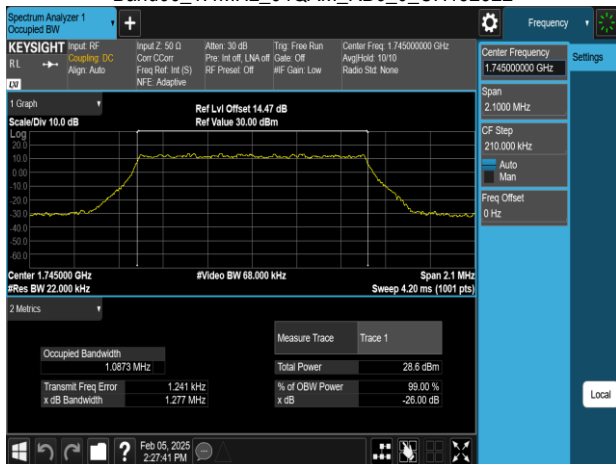 Spectrum Analyzer 1
Occupied BW
Frequency
KEYSIGHT
RL
LXI
Input: RF
Coupling: DC
Align: Auto
Input Z: 50 Ω
Corr CCorr
Freq Ref: Int (S)
NFE: Adaptive
Atten: 30 dB
Pre: Int off, LNA off
RF Presel: Off
Trig: Free Run
Gate: Off
#IF Gain: Low
Center Freq: 1.745000000 GHz
Avg|Hold: 10/10
Radio Std: None
Center Frequency
1.745000000 GHz
Settings
Span
2.1000 MHz
CF Step
210.000 kHz
Auto
Man
Freq Offset
0 Hz
Local
1 Graph
Scale/Div 10.0 dB
Ref Lvl Offset 14.47 dB
Ref Value 30.00 dBm
Log
20.0
10.0
0.00
-10.0
-20.0
-30.0
-40.0
-50.0
-60.0
Center 1.745000 GHz
#Video BW 68.000 kHz
Span 2.1 MHz
#Res BW 22.000 kHz
Sweep 4.20 ms (1001 pts)
2 Metrics
Measure Trace
Trace 1
Occupied Bandwidth
1.0873 MHz
Total Power
28.6 dBm
Transmit Freq Error
1.241 kHz
% of OBW Power
99.00 %
x dB Bandwidth
1.277 MHz
x dB
-26.00 dB
Feb 05, 2025
2:27:41 PM